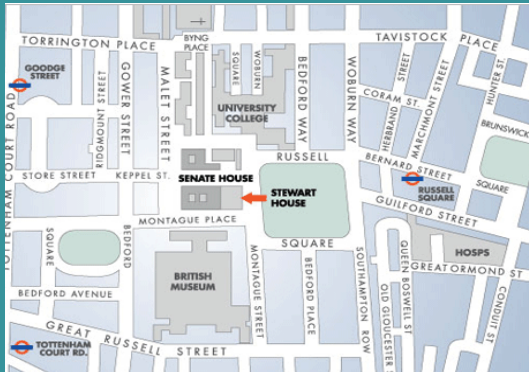 BYNG
PLACE
TORRINGTON PLACE
TAVISTOCK PLACE
GOODGE
STREET
TOTTENHAM COURT ROAD
RIDGMOUNT STREET
GOWER STREET
MALET STREET
SQUARE
WOBURN
UNIVERSITY
COLLEGE
BEDFORD WAY
WOBURN WAY
CORAM ST.
HERBRAND
STREET
MARCHMONT STREET
HUNTER ST.
BRUNSWICK
SQUARE
RUSSELL
BERNARD STREET
STORE STREET
KEPPEL ST.
SENATE HOUSE
STEWART
HOUSE
RUSSELL
SQUARE
GUILFORD STREET
MONTAGUE PLACE
SQUARE
SQUARE
BEDFORD
HOSPS
GREAT ORMOND ST
BRITISH
MUSEUM
MONTAGUE STREET
BEDFORD PLACE
SOUTHAMPTON ROW
QUEEN BOSWELL ST
OLD GLOUCESTER
CONDUIT ST.
BEDFORD AVENUE
GREAT RUSSELL STREET
TOTTENHAM
COURT RD.